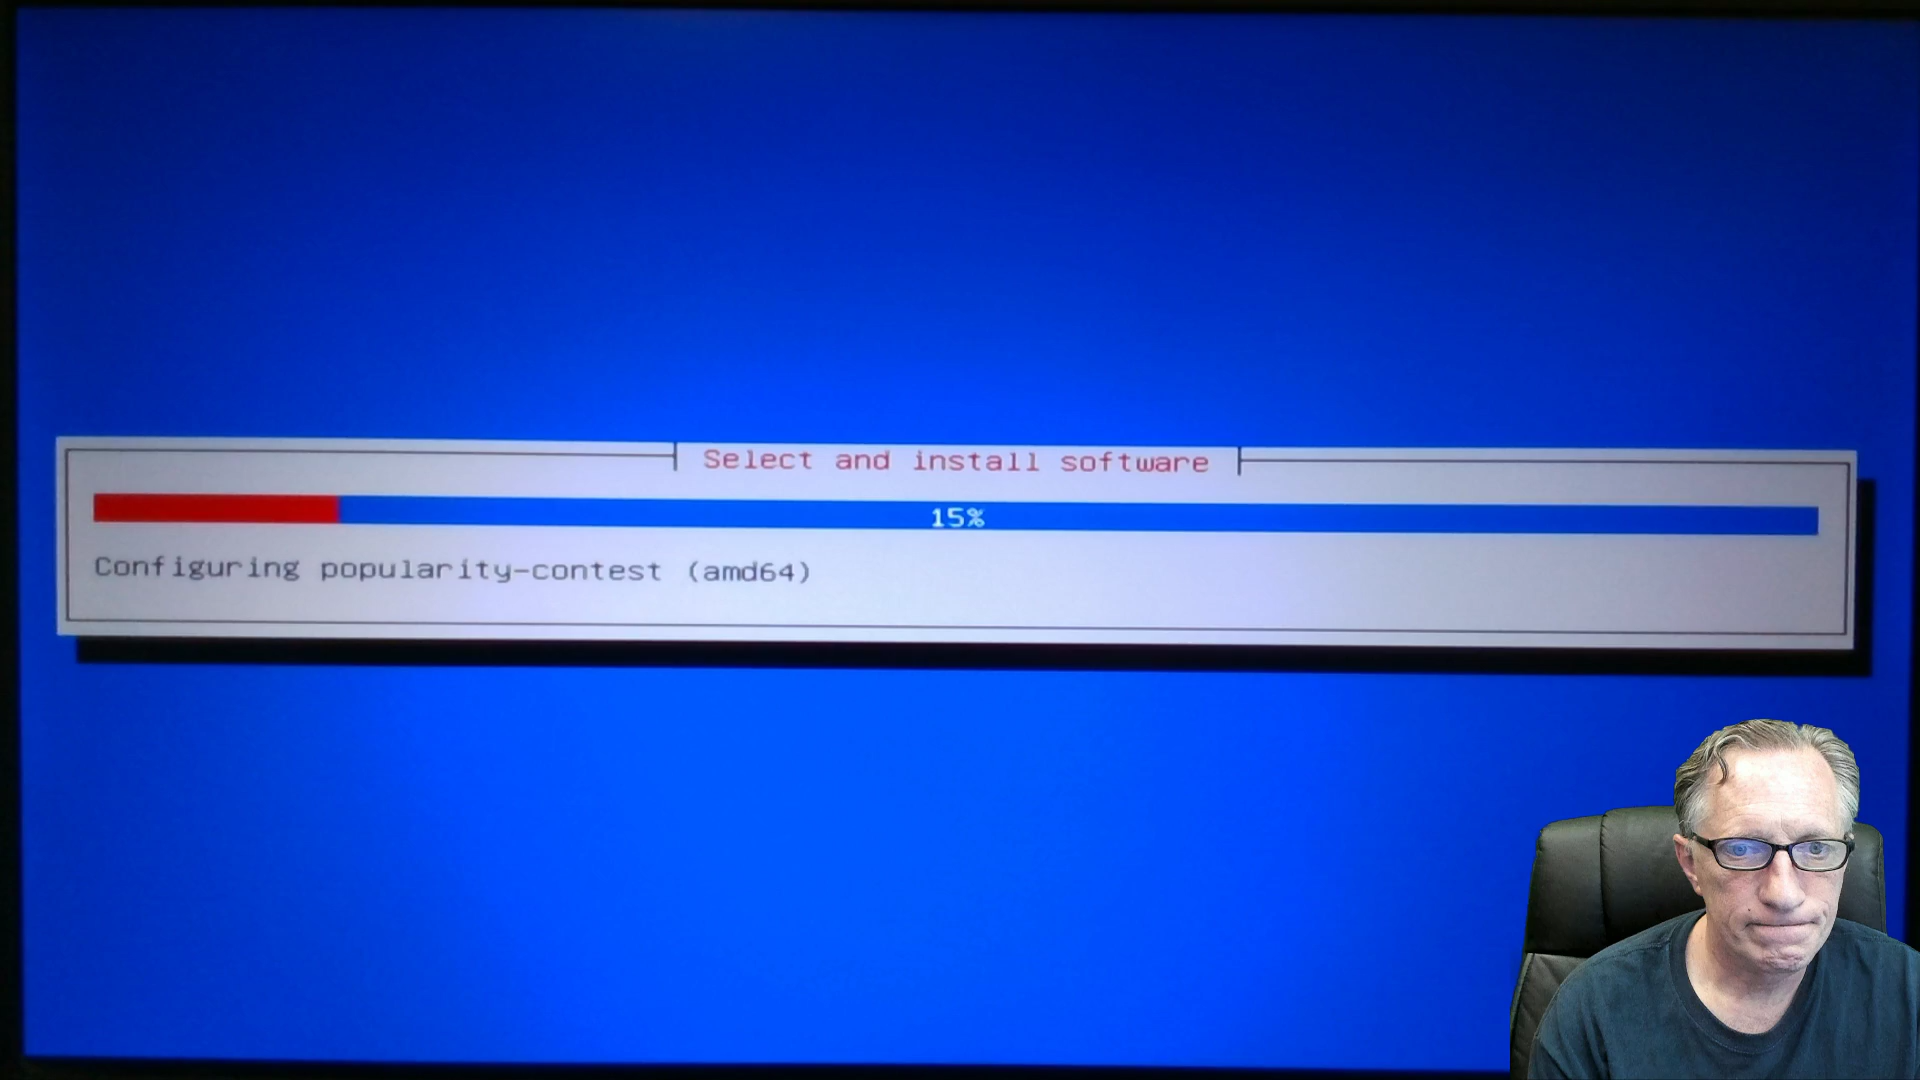 Select and install software
15%
Configuring popularity-contest (amd64)